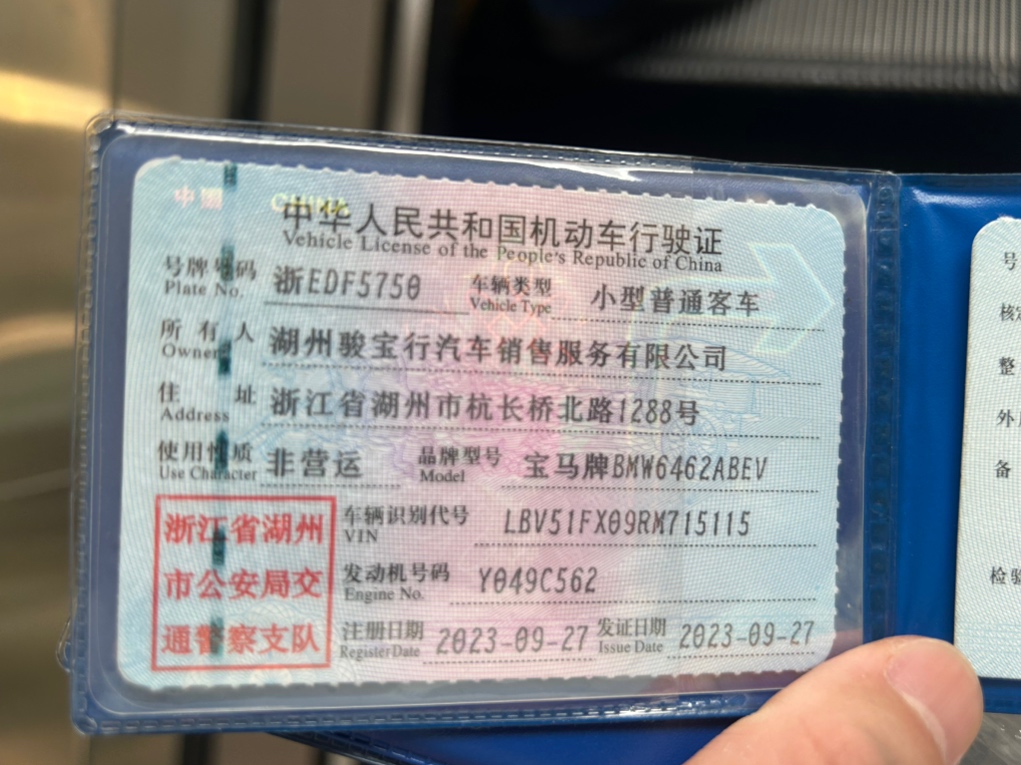 中国 CHINA
中华人民共和国机动车行驶证
Vehicle License of the People's Republic of China
号牌号码 浙EDF5750 车辆类型 小型普通客车
Plate No. Vehicle Type
所有人 湖州骏宝行汽车销售服务有限公司
Owner
住址 浙江省湖州市杭长桥北路1288号
Address
使用性质 非营运 品牌型号 宝马牌BMW6462ABEV
Use Character Model
浙江省湖州
市公安局交
通警察支队
车辆识别代号 LBV51FX09RM715115
VIN
发动机号码 Y049C562
Engine No.
注册日期 2023-09-27 发证日期 2023-09-27
Register Date Issue Date
号
核定
整
外
备
检验